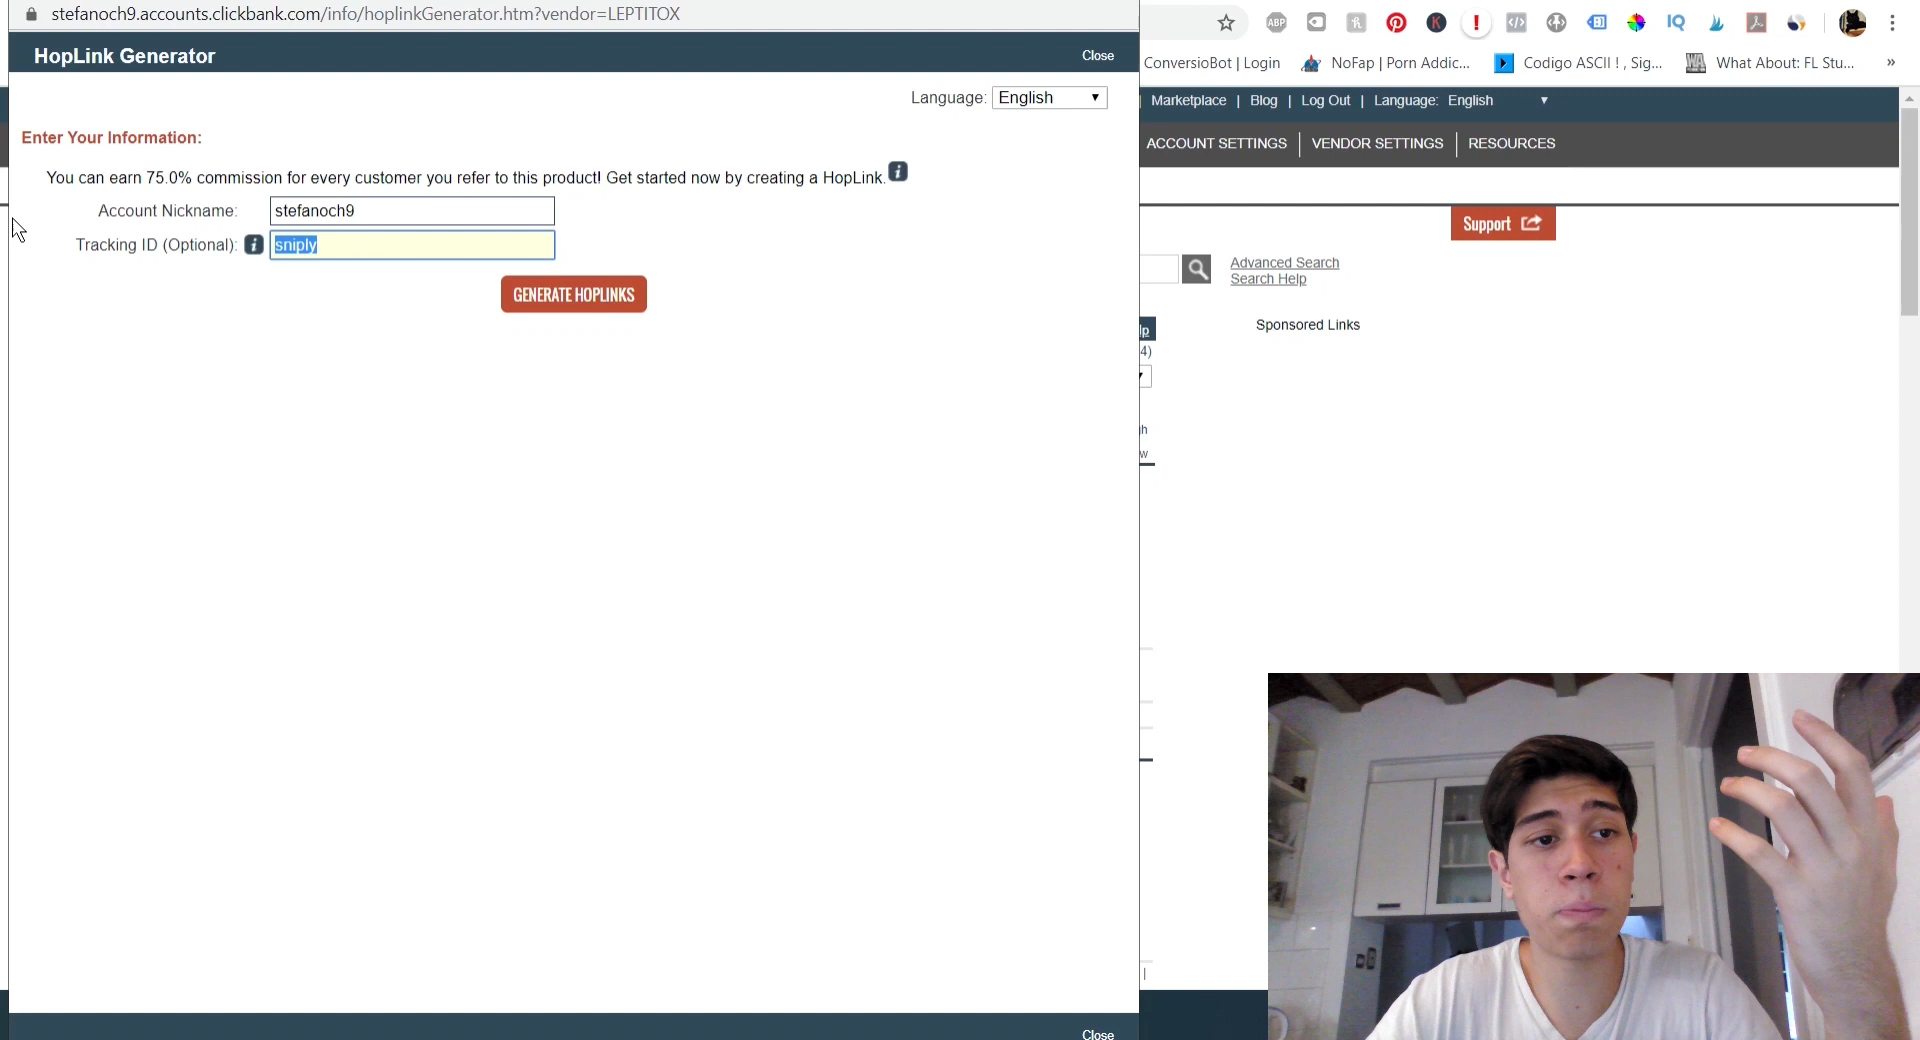 stefanoch9.accounts.clickbank.com/info/hoplinkGenerator.htm?vendor=LEPTITOX
HopLink Generator
Close
Language: English
Enter Your Information:
You can earn 75.0% commission for every customer you refer to this product! Get started now by creating a HopLink.
Account Nickname: stefanoch9
Tracking ID (Optional): sniply
GENERATE HOPLINKS
Close
ABP
IQ
ConversioBot | Login
NoFap | Porn Addic...
Codigo ASCII ! , Sig...
What About: FL Stu...
»
Marketplace | Blog | Log Out | Language: English
ACCOUNT SETTINGS | VENDOR SETTINGS | RESOURCES
Support
Advanced Search
Search Help
Sponsored Links
4)